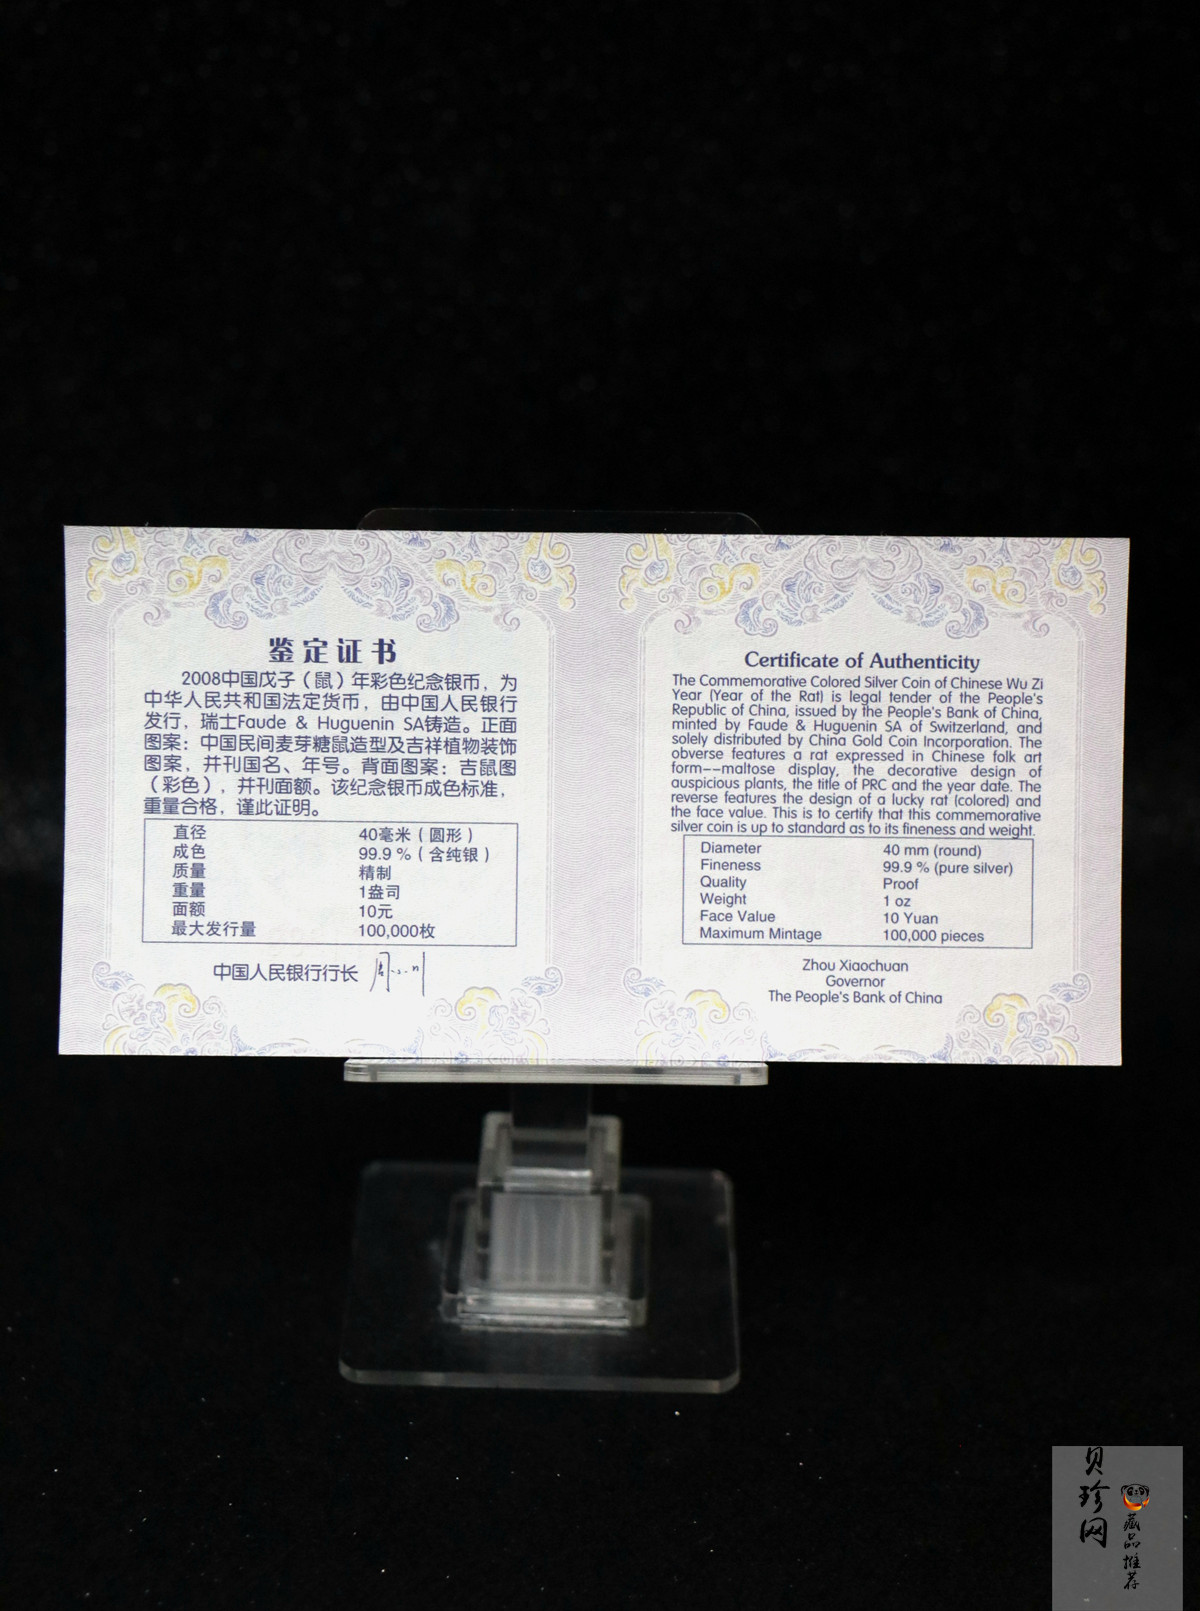 鉴定证书
2008中国戊子（鼠）年彩色纪念银币，为
中华人民共和国法定货币，由中国人民银行
发行，瑞士Faude & Huguenin SA铸造。正面
图案：中国民间麦芽糖鼠造型及吉祥植物装饰
图案，并刊国名、年号。背面图案：吉鼠图
（彩色），并刊面额。该纪念银币成色标准，
重量合格，谨此证明。
直径 40毫米（圆形）
成色 99.9 %（含纯银）
质量 精制
重量 1盎司
面额 10元
最大发行量 100,000枚
中国人民银行行长
Certificate of Authenticity
The Commemorative Colored Silver Coin of Chinese Wu Zi
Year (Year of the Rat) is legal tender of the People's
Republic of China, issued by the People's Bank of China,
minted by Faude & Huguenin SA of Switzerland, and
solely distributed by China Gold Coin Incorporation. The
obverse features a rat expressed in Chinese folk art
form--maltose display, the decorative design of
auspicious plants, the title of PRC and the year date. The
reverse features the design of a lucky rat (colored) and
the face value. This is to certify that this commemorative
silver coin is up to standard as to its fineness and weight.
Diameter 40 mm (round)
Fineness 99.9 % (pure silver)
Quality Proof
Weight 1 oz
Face Value 10 Yuan
Maximum Mintage 100,000 pieces
Zhou Xiaochuan
Governor
The People's Bank of China
贝珍网
藏品推荐